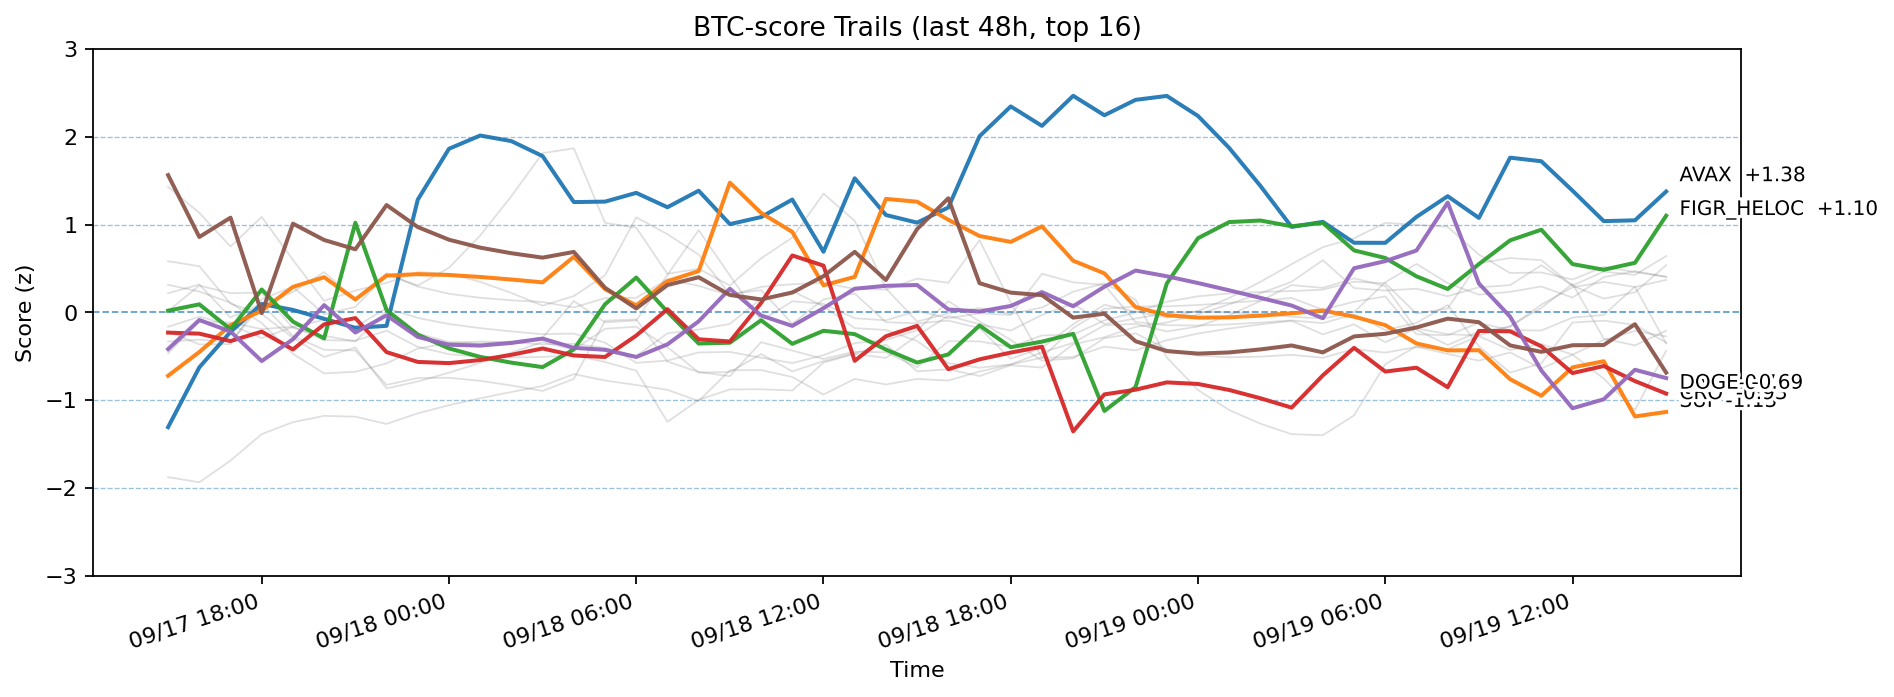 BTC-score Trails (last 48h, top 16)
3
2
1
0
−1
−2
−3
Score (z)
AVAX +1.38
FIGR_HELOC +1.10
DOGE -0.69
09/17 18:00
09/18 00:00
09/18 06:00
09/18 12:00
09/18 18:00
09/19 00:00
09/19 06:00
09/19 12:00
Time